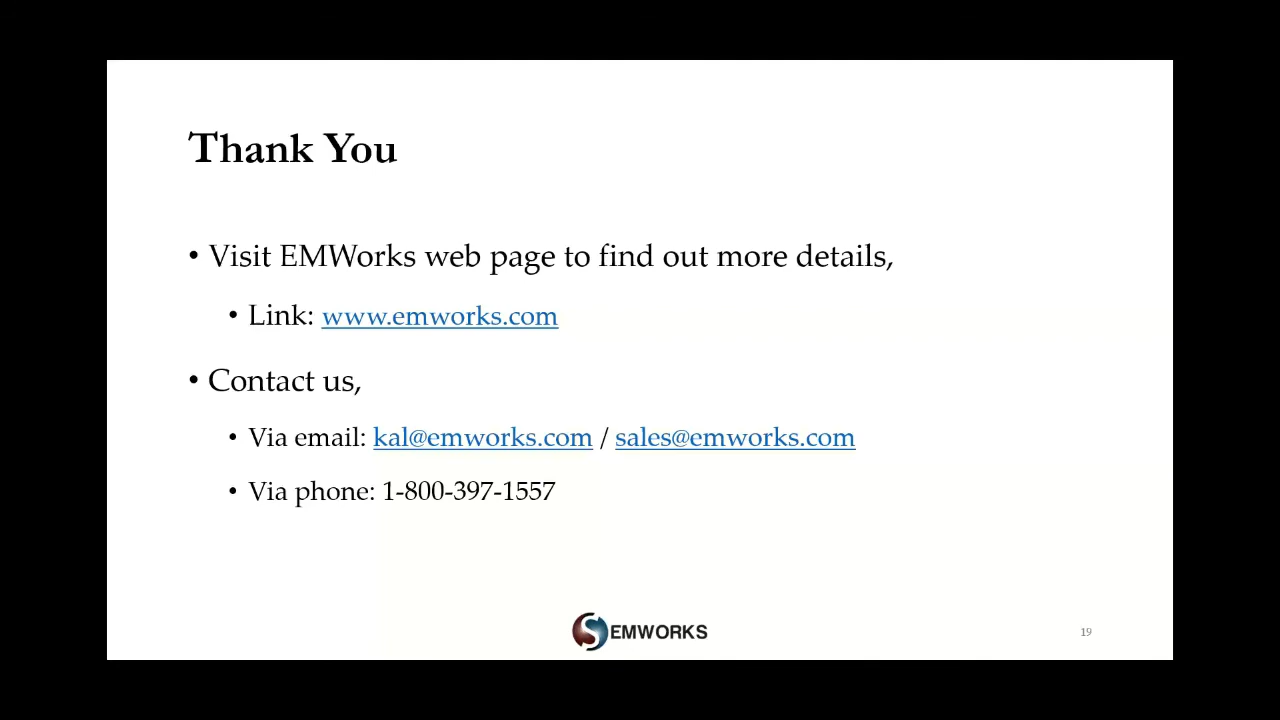 Thank You
• Visit EMWorks web page to find out more details,
• Link: www.emworks.com
• Contact us,
• Via email: kal@emworks.com / sales@emworks.com
• Via phone: 1-800-397-1557
EMWORKS
19